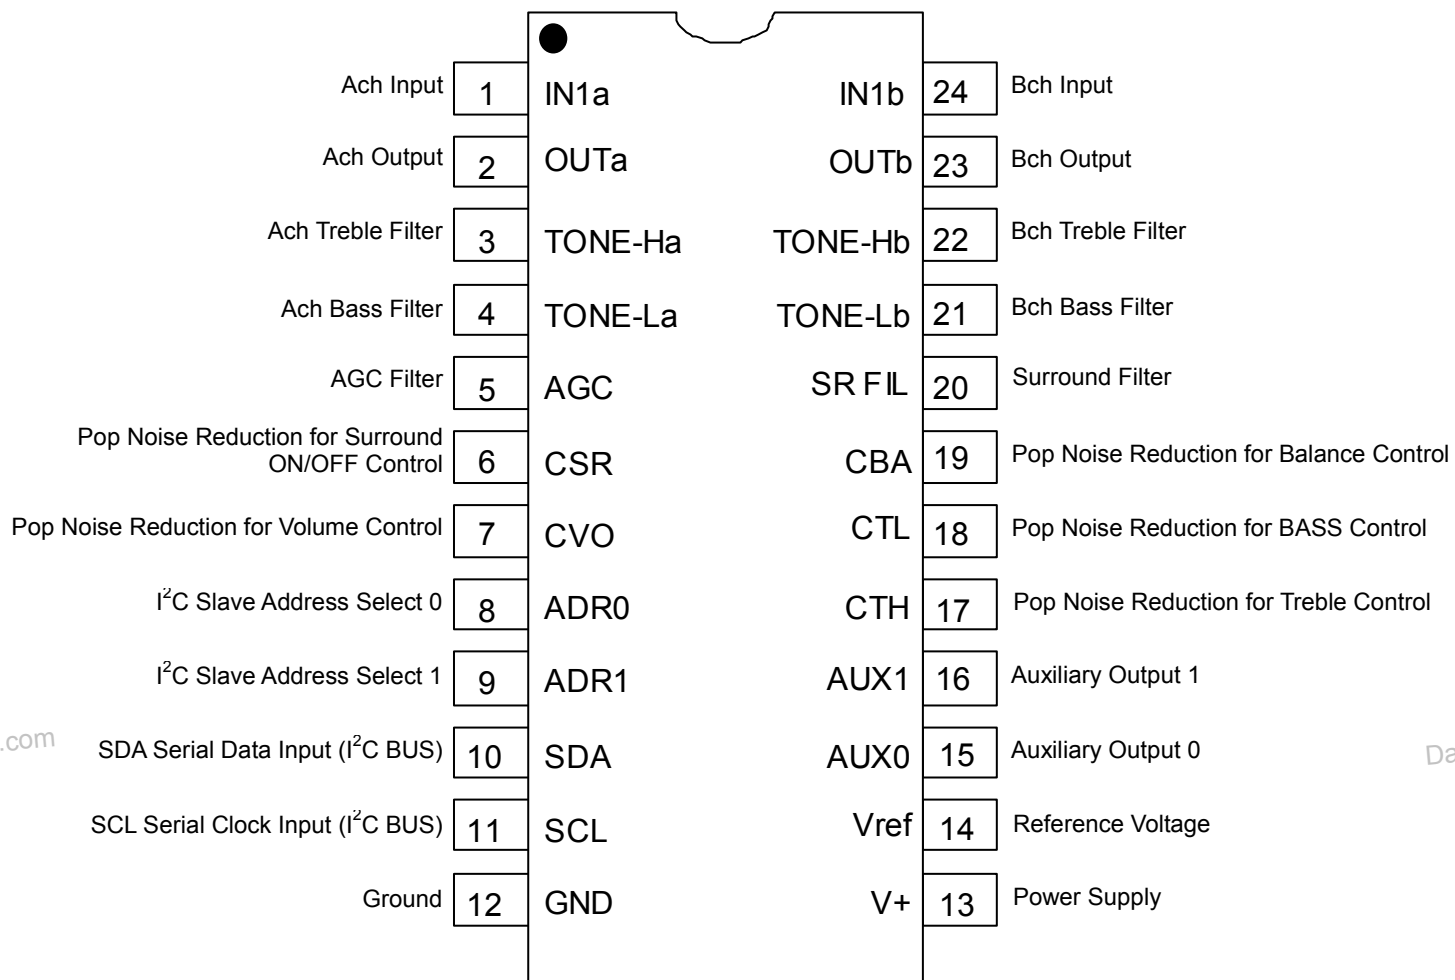 Ach Input 1 IN1a IN1b 24 Bch Input
Ach Output 2 OUTa OUTb 23 Bch Output
Ach Treble Filter 3 TONE-Ha TONE-Hb 22 Bch Treble Filter
Ach Bass Filter 4 TONE-La TONE-Lb 21 Bch Bass Filter
AGC Filter 5 AGC SR FIL 20 Surround Filter
Pop Noise Reduction for Surround
ON/OFF Control 6 CSR CBA 19 Pop Noise Reduction for Balance Control
Pop Noise Reduction for Volume Control 7 CVO CTL 18 Pop Noise Reduction for BASS Control
I²C Slave Address Select 0 8 ADR0 CTH 17 Pop Noise Reduction for Treble Control
I²C Slave Address Select 1 9 ADR1 AUX1 16 Auxiliary Output 1
.com SDA Serial Data Input (I²C BUS) 10 SDA AUX0 15 Auxiliary Output 0 Da
SCL Serial Clock Input (I²C BUS) 11 SCL Vref 14 Reference Voltage
Ground 12 GND V+ 13 Power Supply